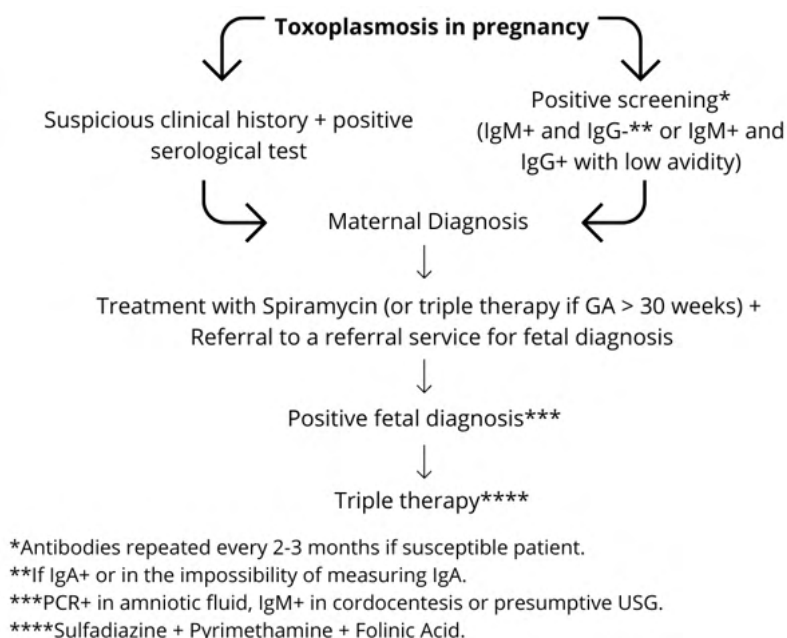 Toxoplasmosis in pregnancy
Suspicious clinical history + positive
serological test
Positive screening*
(IgM+ and IgG-** or IgM+ and
IgG+ with low avidity)
Maternal Diagnosis
Treatment with Spiramycin (or triple therapy if GA > 30 weeks) +
Referral to a referral service for fetal diagnosis
Positive fetal diagnosis***
Triple therapy****
*Antibodies repeated every 2-3 months if susceptible patient.
**If IgA+ or in the impossibility of measuring IgA.
***PCR+ in amniotic fluid, IgM+ in cordocentesis or presumptive USG.
****Sulfadiazine + Pyrimethamine + Folinic Acid.